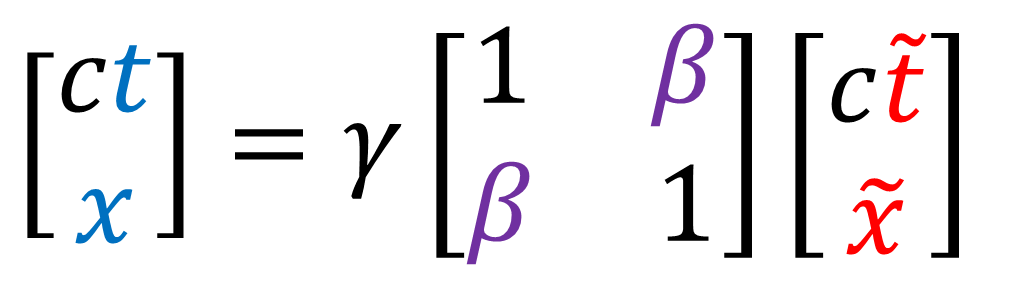 [ct x] = γ [1 β β 1] [ct̃ x̃]